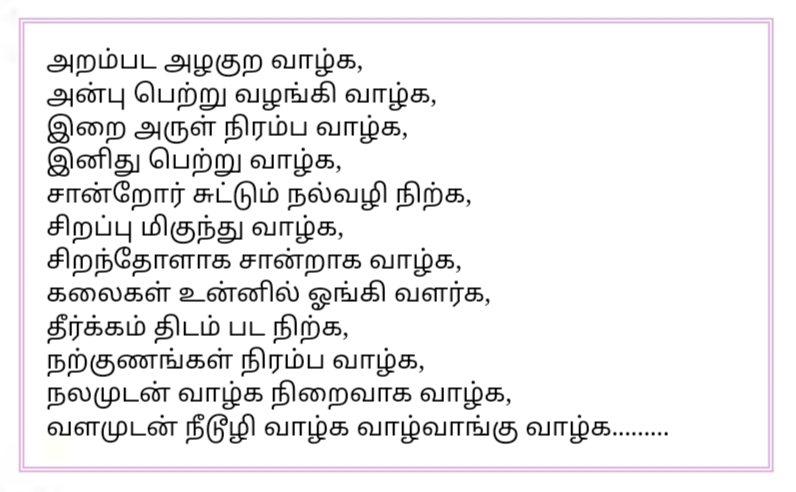 அறம்பட அழகுற வாழ்க,
அன்பு பெற்று வழங்கி வாழ்க,
இறை அருள் நிரம்ப வாழ்க,
இனிது பெற்று வாழ்க,
சான்றோர் சுட்டும் நல்வழி நிற்க,
சிறப்பு மிகுந்து வாழ்க,
சிறந்தோளாக சான்றாக வாழ்க,
கலைகள் உன்னில் ஓங்கி வளர்க,
தீர்க்கம் திடம் பட நிற்க,
நற்குணங்கள் நிரம்ப வாழ்க,
நலமுடன் வாழ்க நிறைவாக வாழ்க,
வளமுடன் நீடூழி வாழ்க வாழ்வாங்கு வாழ்க.........